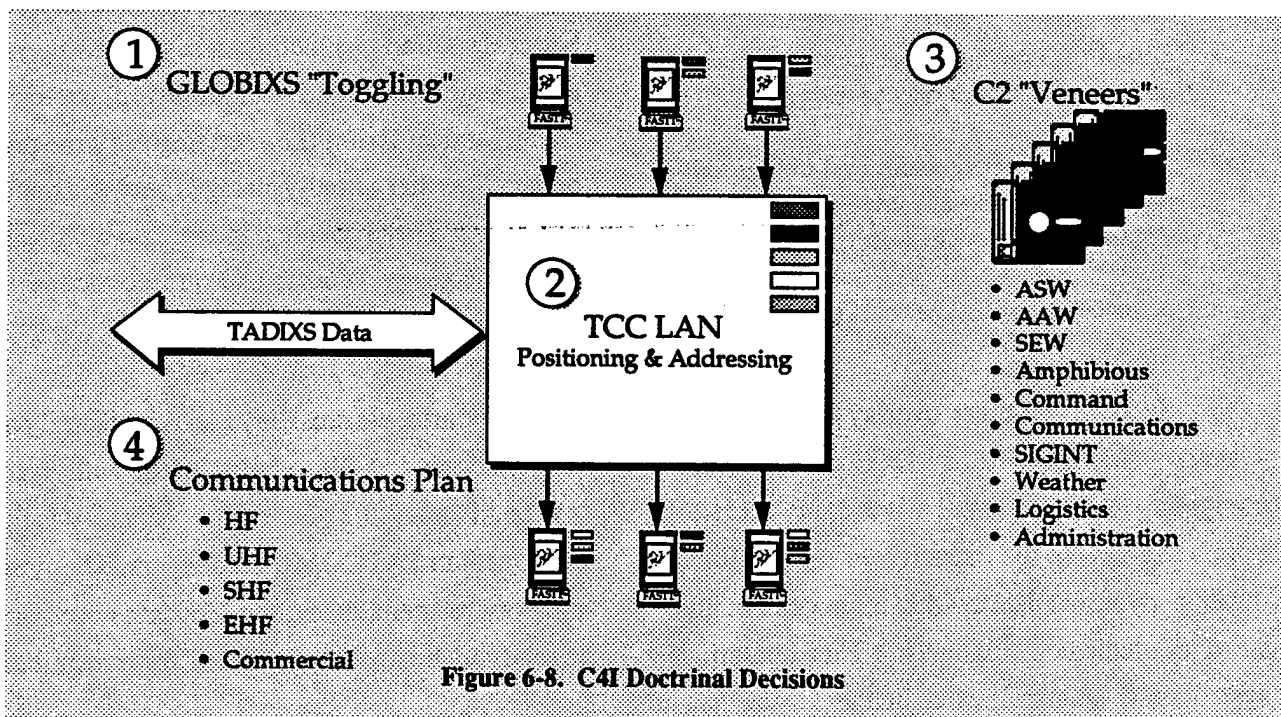 1
GLOBIXS "Toggling"
3
C2 "Veneers"
2
TCC LAN
Positioning & Addressing
TADIXS Data
• ASW
• AAW
• SEW
• Amphibious
• Command
• Communications
• SIGINT
• Weather
• Logistics
• Administration
4
Communications Plan
• HF
• UHF
• SHF
• EHF
• Commercial
Figure 6-8. C4I Doctrinal Decisions